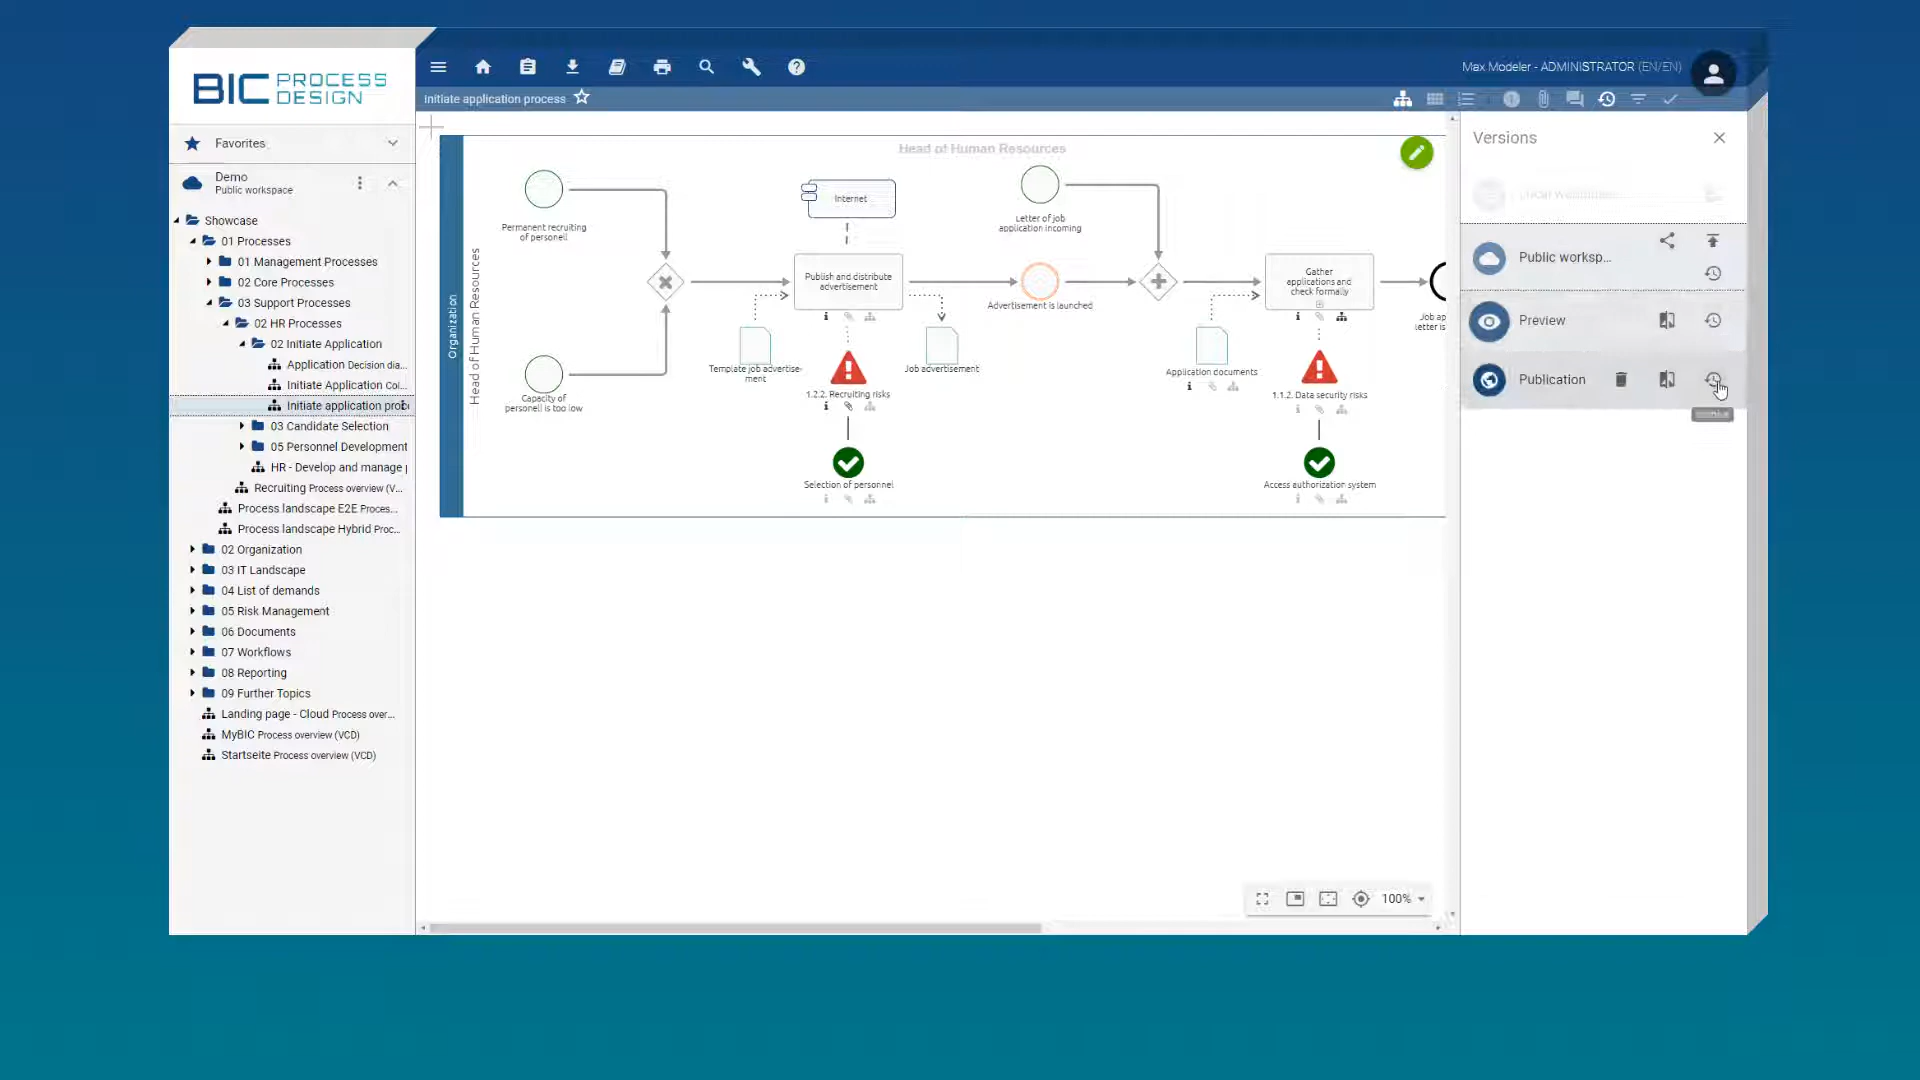 BIC PROCESS
DESIGN
Max Modeler - ADMINISTRATOR (EN/EN)
Initiate application process
Favorites
Demo
Public workspace
Showcase
01 Processes
01 Management Processes
02 Core Processes
03 Support Processes
02 HR Processes
02 Initiate Application
Application Decision dia...
Initiate Application Col...
Initiate application proc
03 Candidate Selection
05 Personnel Development
HR - Develop and manage
Recruiting Process overview (V...
Process landscape E2E Proces...
Process landscape Hybrid Proc...
02 Organization
03 IT Landscape
04 List of demands
05 Risk Management
06 Documents
07 Workflows
08 Reporting
09 Further Topics
Landing page - Cloud Process over...
MyBIC Process overview (VCD)
Startseite Process overview (VCD)
Head of Human Resources
Organization
Head of Human Resources
Permanent recruiting
of personell
Internet
Letter of job
application incoming
Publish and distribute
advertisement
Advertisement is launched
Gather
applications and
check formally
Job ap
letter is
Template job advertise-
ment
Job advertisement
Application documents
Capacity of
personell is too low
1.2.2. Recruiting risks
1.1.2. Data security risks
Selection of personnel
Access authorization system
100%
Versions
Public worksp...
Preview
Publication